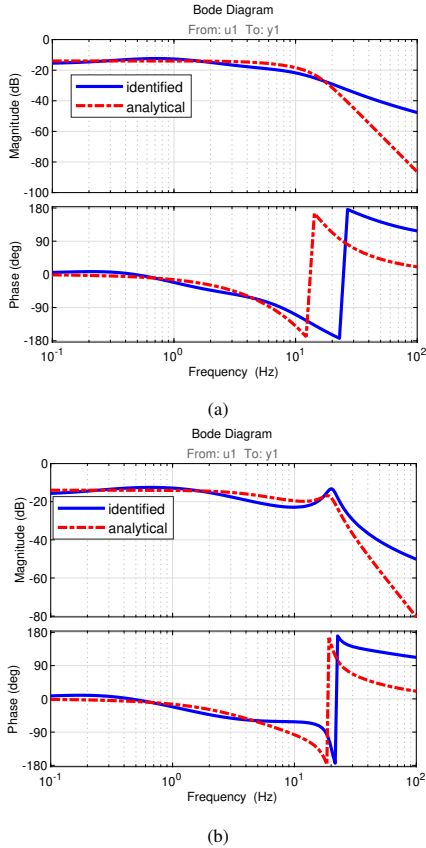 Bode Diagram
From: u1 To: y1
0
-20
-40
-60
-80
-100
Magnitude (dB)
identified
analytical
180
90
0
-90
-180
Phase (deg)
10^-1
10^0
10^1
10^2
Frequency (Hz)
(a)
Bode Diagram
From: u1 To: y1
0
-20
-40
-60
-80
Magnitude (dB)
identified
analytical
180
90
0
-90
-180
Phase (deg)
10^-1
10^0
10^1
10^2
Frequency (Hz)
(b)